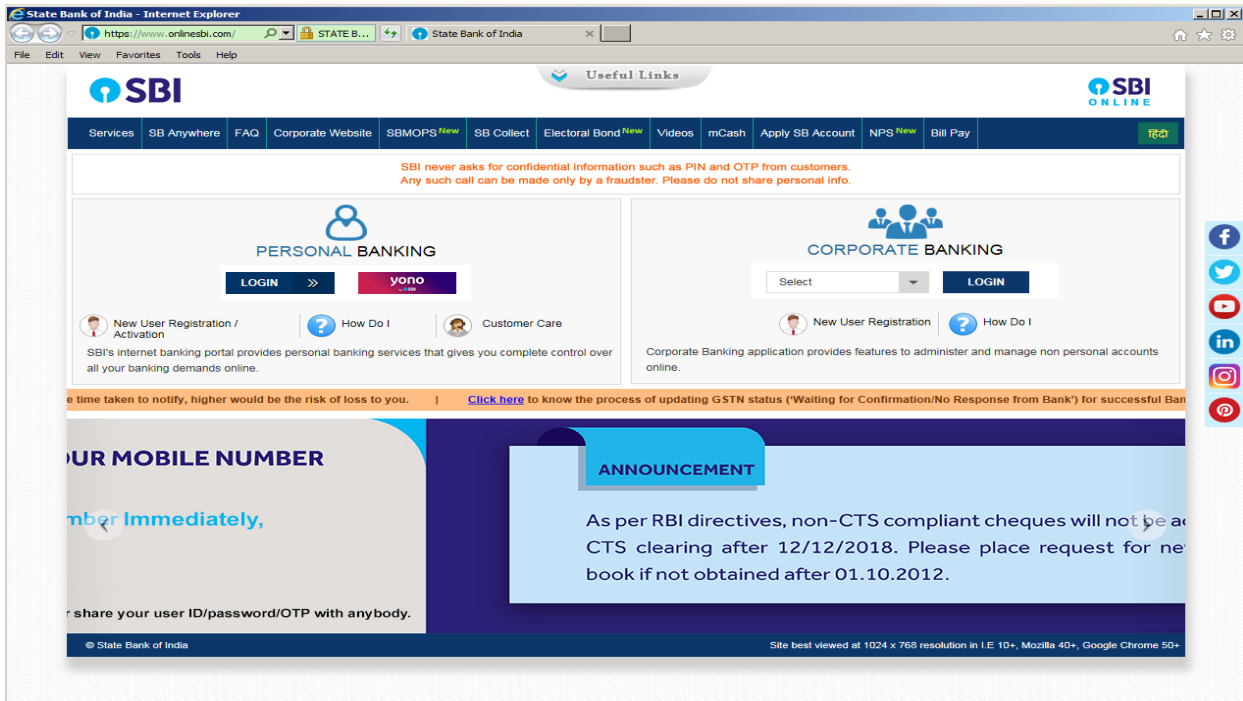 State Bank of India - Internet Explorer
https://www.onlinesbi.com/
STATE B...
State Bank of India
File Edit View Favorites Tools Help
Useful Links
SBI
SBI
ONLINE
Services SB Anywhere FAQ Corporate Website SBMOPS New SB Collect Electoral Bond New Videos mCash Apply SB Account NPS New Bill Pay हिंदी
SBI never asks for confidential information such as PIN and OTP from customers.
Any such call can be made only by a fraudster. Please do not share personal info.
PERSONAL BANKING
LOGIN »
yono
by SBI
New User Registration /
Activation
How Do I
Customer Care
SBI's internet banking portal provides personal banking services that gives you complete control over
all your banking demands online.
CORPORATE BANKING
Select
LOGIN
New User Registration
How Do I
Corporate Banking application provides features to administer and manage non personal accounts
online.
e time taken to notify, higher would be the risk of loss to you. | Click here to know the process of updating GSTN status ('Waiting for Confirmation/No Response from Bank') for successful Ban
OUR MOBILE NUMBER
mber Immediately,
r share your user ID/password/OTP with anybody.
ANNOUNCEMENT
As per RBI directives, non-CTS compliant cheques will not be a
CTS clearing after 12/12/2018. Please place request for ne
book if not obtained after 01.10.2012.
© State Bank of India
Site best viewed at 1024 x 768 resolution in I.E 10+, Mozilla 40+, Google Chrome 50+